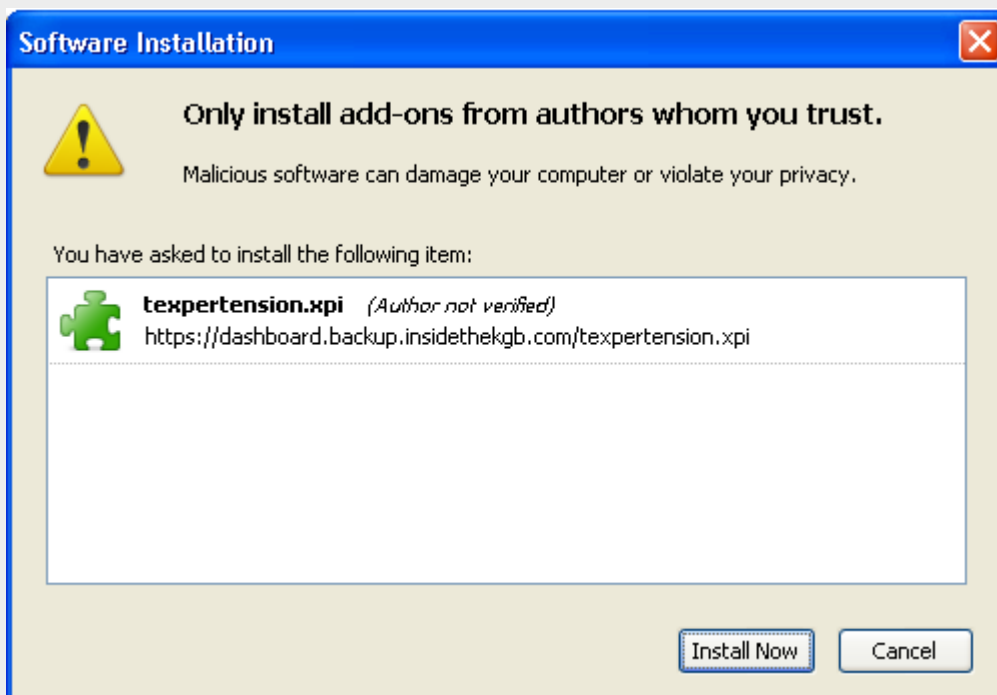 Software Installation
Only install add-ons from authors whom you trust.
Malicious software can damage your computer or violate your privacy.
You have asked to install the following item:
texpertension.xpi (Author not verified)
https://dashboard.backup.insidethekgb.com/texpertension.xpi
Install Now Cancel